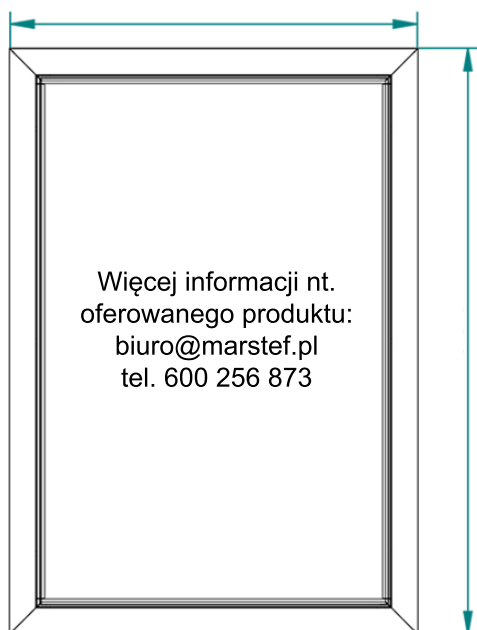 Więcej informacji nt.
oferowanego produktu:
biuro@marstef.pl
tel. 600 256 873